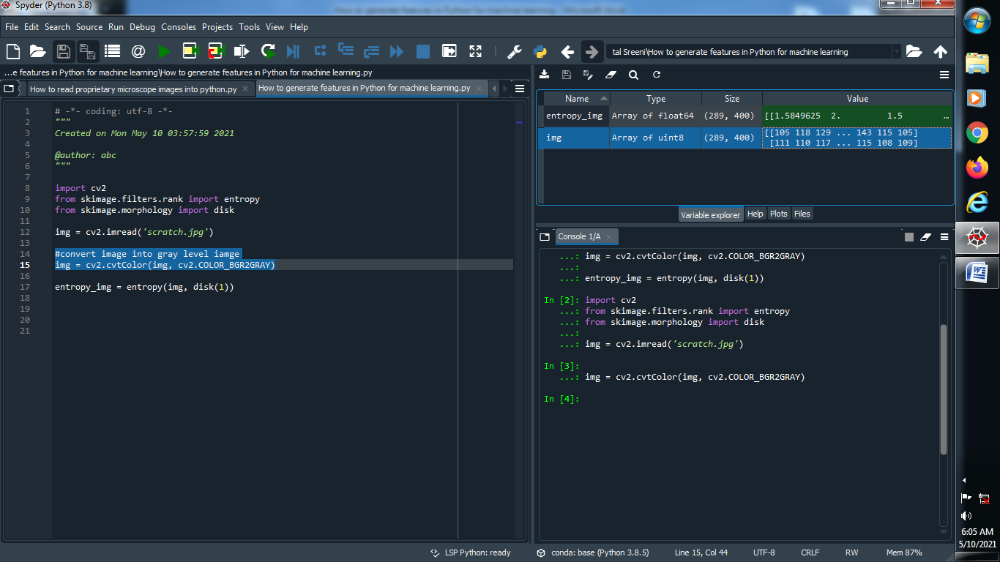 Spyder (Python 3.8)
File Edit Search Source Run Debug Consoles Projects Tools View Help
tal Sreeni\How to generate features in Python for machine learning
...e features in Python for machine learning\How to generate features in Python for machine learning.py
How to read proprietary microscope images into python.py
How to generate features in Python for machine learning.py
1 # -*- coding: utf-8 -*-
2 """
3 Created on Mon May 10 03:57:59 2021
4
5 @author: abc
6 """
7
8 import cv2
9 from skimage.filters.rank import entropy
10 from skimage.morphology import disk
11
12 img = cv2.imread('scratch.jpg')
13
14 #convert image into gray level iamge
15 img = cv2.cvtColor(img, cv2.COLOR_BGR2GRAY)
16
17 entropy_img = entropy(img, disk(1))
18
19
20
21
Name Type Size Value
entropy_img Array of float64 (289, 400) [[1.5849625 2. 1.5 ...
img Array of uint8 (289, 400) [[105 118 129 ... 143 115 105]
[111 110 117 ... 115 108 109]
Variable explorer Help Plots Files
Console 1/A
...: img = cv2.cvtColor(img, cv2.COLOR_BGR2GRAY)
...:
...: entropy_img = entropy(img, disk(1))
In [2]: import cv2
...: from skimage.filters.rank import entropy
...: from skimage.morphology import disk
...:
...: img = cv2.imread('scratch.jpg')
In [3]:
...: img = cv2.cvtColor(img, cv2.COLOR_BGR2GRAY)
In [4]:
LSP Python: ready conda: base (Python 3.8.5) Line 15, Col 44 UTF-8 CRLF RW Mem 87%
6:05 AM
5/10/2021